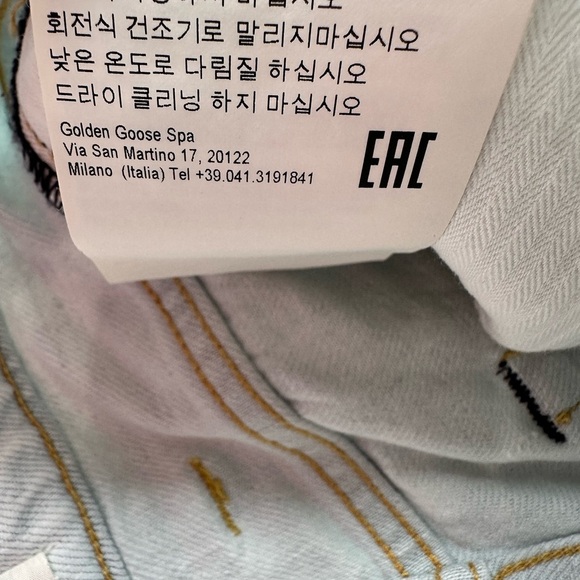 회전식 건조기로 말리지마십시오
낮은 온도로 다림질 하십시오
드라이 클리닝 하지 마십시오
Golden Goose Spa
Via San Martino 17, 20122
Milano (Italia) Tel +39.041.3191841
EAC